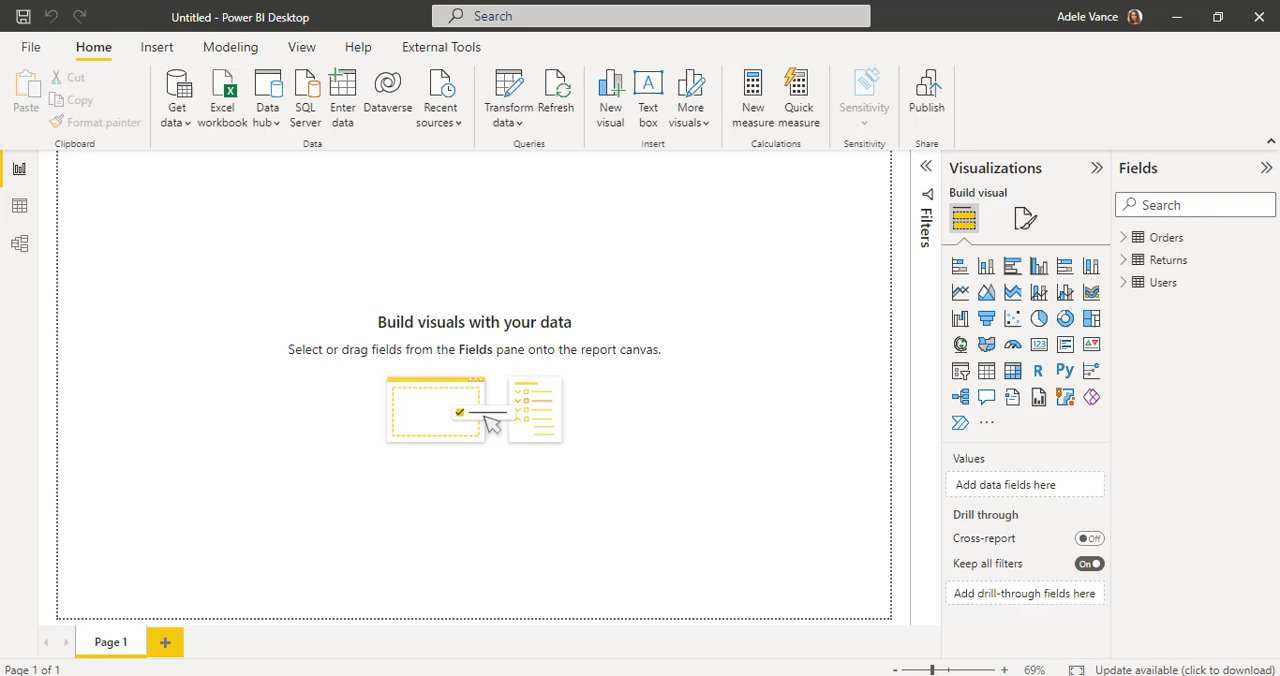 Untitled - Power BI Desktop
Search
Adele Vance
File Home Insert Modeling View Help External Tools
Paste
Cut
Copy
Format painter
Clipboard
Get data
Excel workbook
Data hub
SQL Server
Enter data
Dataverse
Recent sources
Data
Transform data
Refresh
Queries
New visual
Text box
More visuals
Insert
New measure
Quick measure
Calculations
Sensitivity
Sensitivity
Publish
Share
Build visuals with your data
Select or drag fields from the Fields pane onto the report canvas.
Filters
Visualizations
Build visual
R
Py
123
Values
Add data fields here
Drill through
Cross-report
Off
Keep all filters
On
Add drill-through fields here
Fields
Search
Orders
Returns
Users
Page 1
Page 1 of 1
- + 69%
Update available (click to download)